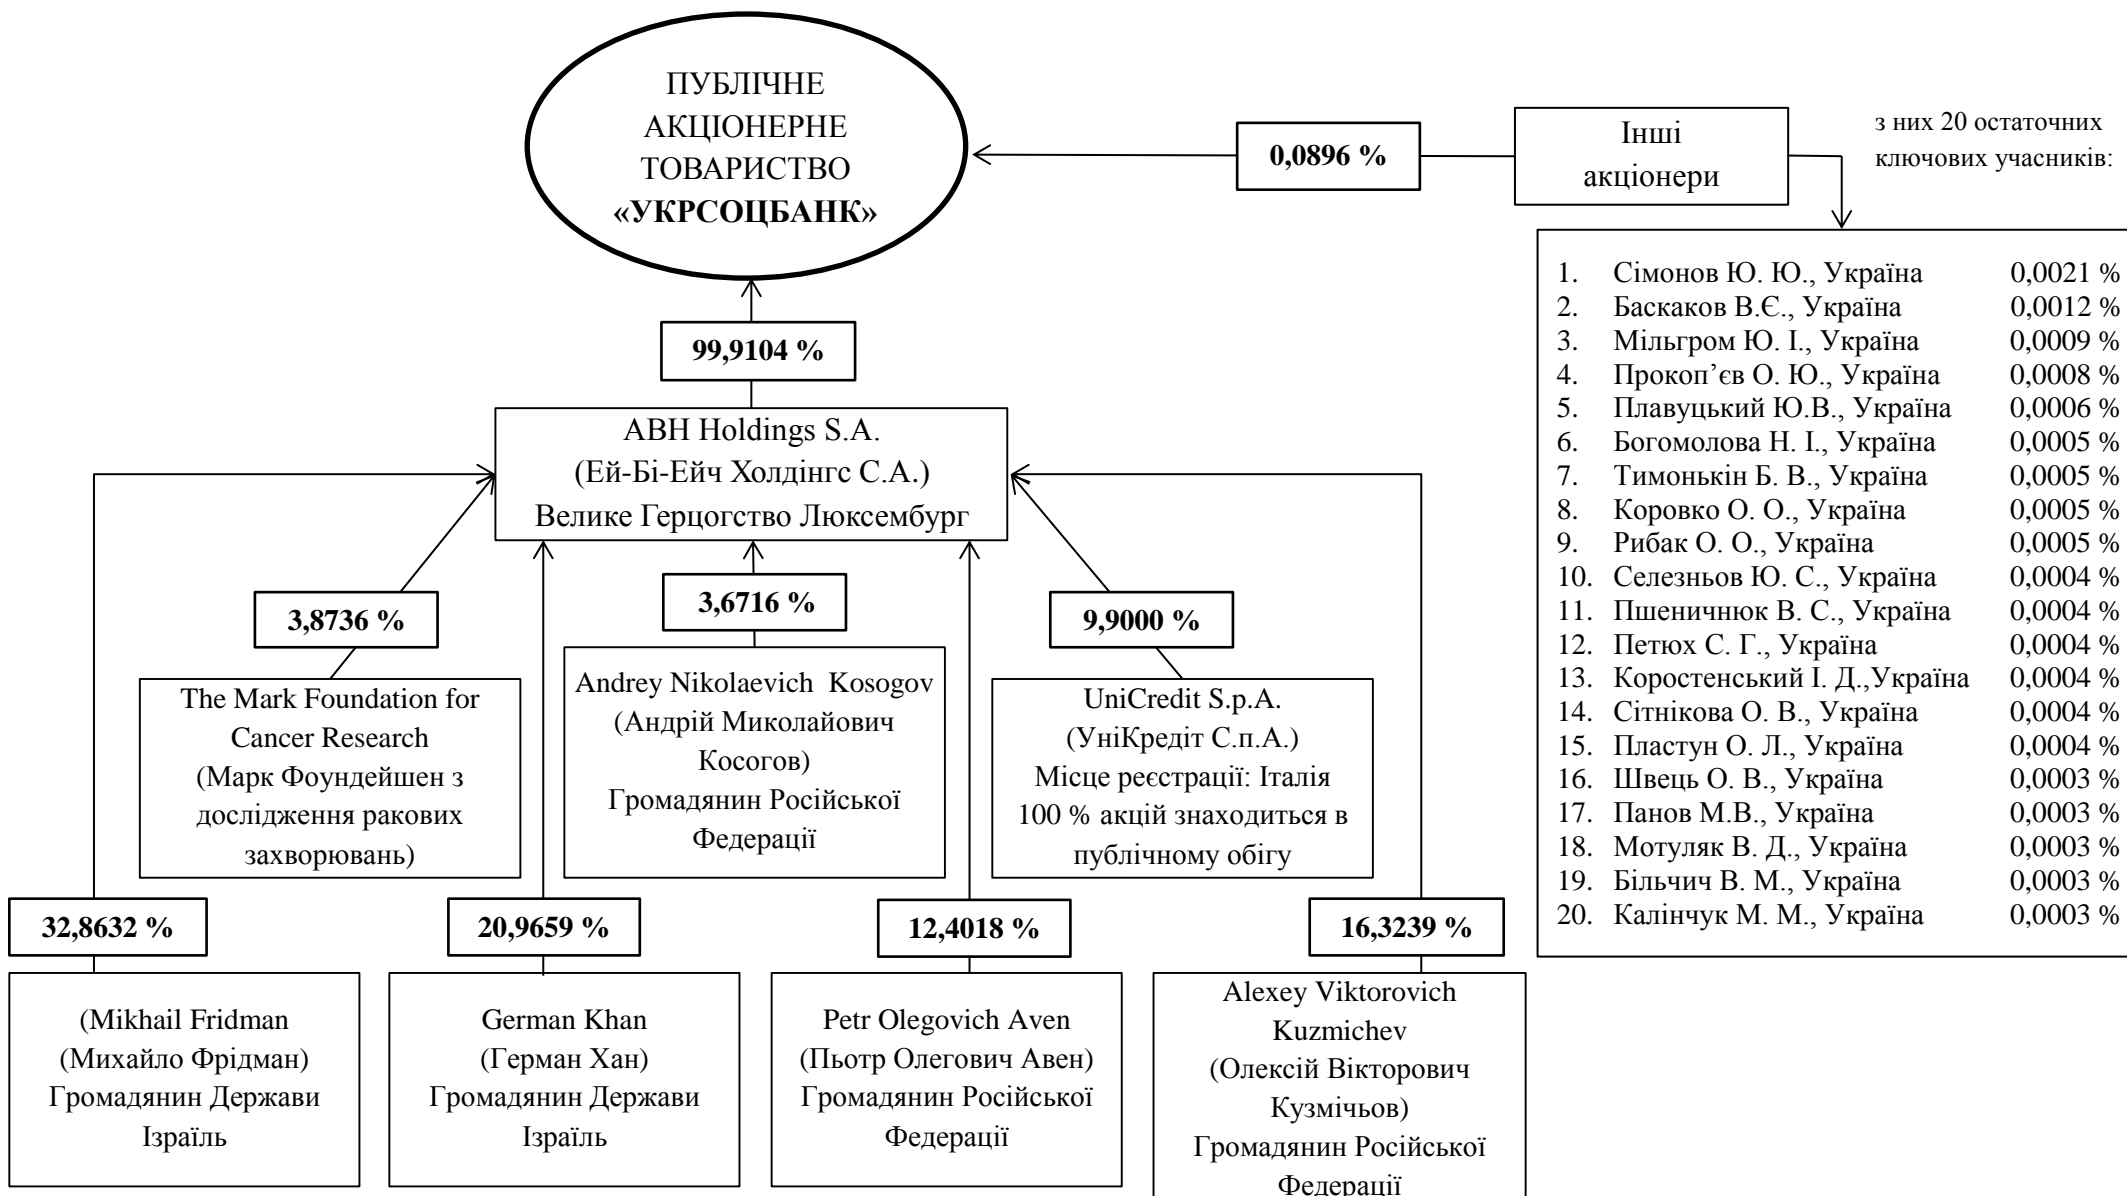 ПУБЛІЧНЕ
АКЦІОНЕРНЕ
ТОВАРИСТВО
«УКРСОЦБАНК»
0,0896 %
Інші
акціонери
з них 20 остаточних
ключових учасників:
1. Сімонов Ю. Ю., Україна 0,0021 %
2. Баскаков В.Є., Україна 0,0012 %
3. Мільгром Ю. І., Україна 0,0009 %
4. Прокоп’єв О. Ю., Україна 0,0008 %
5. Плавуцький Ю.В., Україна 0,0006 %
6. Богомолова Н. І., Україна 0,0005 %
7. Тимонькін Б. В., Україна 0,0005 %
8. Коровко О. О., Україна 0,0005 %
9. Рибак О. О., Україна 0,0005 %
10. Селезньов Ю. С., Україна 0,0004 %
11. Пшеничнюк В. С., Україна 0,0004 %
12. Петюх С. Г., Україна 0,0004 %
13. Коростенський І. Д.,Україна 0,0004 %
14. Сітнікова О. В., Україна 0,0004 %
15. Пластун О. Л., Україна 0,0004 %
16. Швець О. В., Україна 0,0003 %
17. Панов М.В., Україна 0,0003 %
18. Мотуляк В. Д., Україна 0,0003 %
19. Більчич В. М., Україна 0,0003 %
20. Калінчук М. М., Україна 0,0003 %
99,9104 %
ABH Holdings S.A.
(Ей-Бі-Ейч Холдінгс С.А.)
Велике Герцогство Люксембург
3,8736 %
The Mark Foundation for
Cancer Research
(Марк Фоундейшен з
дослідження ракових
захворювань)
3,6716 %
Andrey Nikolaevich Kosogov
(Андрій Миколайович
Косогов)
Громадянин Російської
Федерації
9,9000 %
UniCredit S.p.A.
(УніКредіт С.п.А.)
Місце реєстрації: Італія
100 % акцій знаходиться в
публічному обігу
32,8632 %
(Mikhail Fridman
(Михайло Фрідман)
Громадянин Держави
Ізраїль
20,9659 %
German Khan
(Герман Хан)
Громадянин Держави
Ізраїль
12,4018 %
Petr Olegovich Aven
(Пьотр Олегович Авен)
Громадянин Російської
Федерації
16,3239 %
Alexey Viktorovich
Kuzmichev
(Олексій Вікторович
Кузмічьов)
Громадянин Російської
Федерації